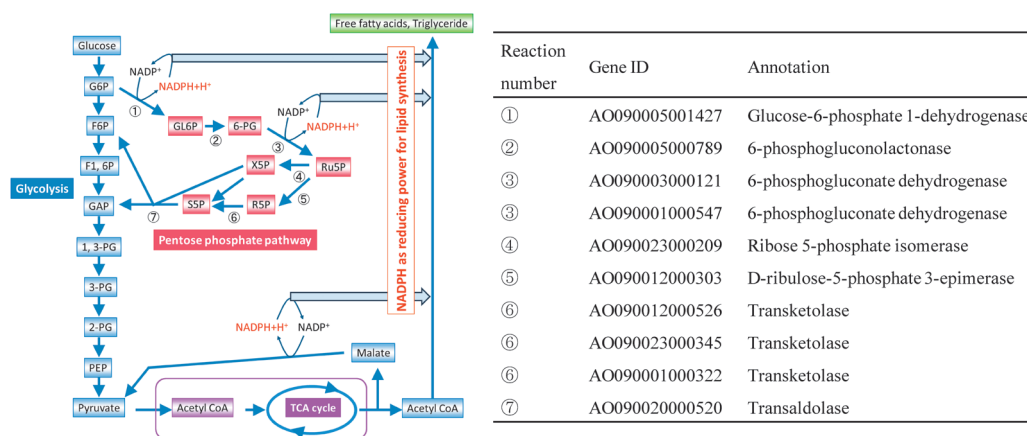 Free fatty acids, Triglyceride
Glucose
NADP⁺
NADPH+H⁺
G6P
①
GL6P
②
6-PG
NADP⁺
NADPH+H⁺
③
F6P
X5P
④
Ru5P
F1, 6P
⑤
Glycolysis
GAP
⑦
S5P
⑥
R5P
Pentose phosphate pathway
1, 3-PG
3-PG
2-PG
PEP
NADPH as reducing power for lipid synthesis
NADPH+H⁺
NADP⁺
Malate
Pyruvate
Acetyl CoA
TCA cycle
Acetyl CoA
Reaction number Gene ID Annotation
① AO090005001427 Glucose-6-phosphate 1-dehydrogenase
② AO090005000789 6-phosphogluconolactonase
③ AO090003000121 6-phosphogluconate dehydrogenase
③ AO090001000547 6-phosphogluconate dehydrogenase
④ AO090023000209 Ribose 5-phosphate isomerase
⑤ AO090012000303 D-ribulose-5-phosphate 3-epimerase
⑥ AO090012000526 Transketolase
⑥ AO090023000345 Transketolase
⑥ AO090001000322 Transketolase
⑦ AO090020000520 Transaldolase